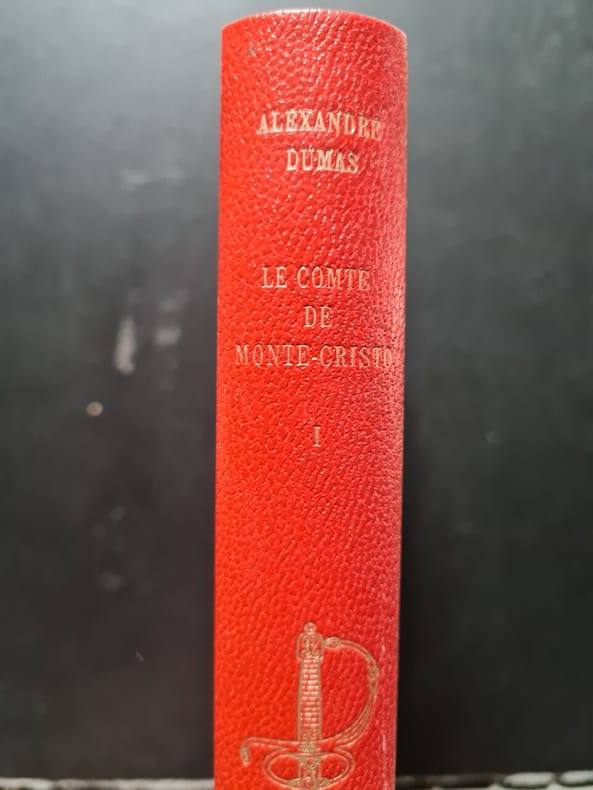 ALEXANDRE
DUMAS
LE COMTE
DE
MONTE-CRISTO
I